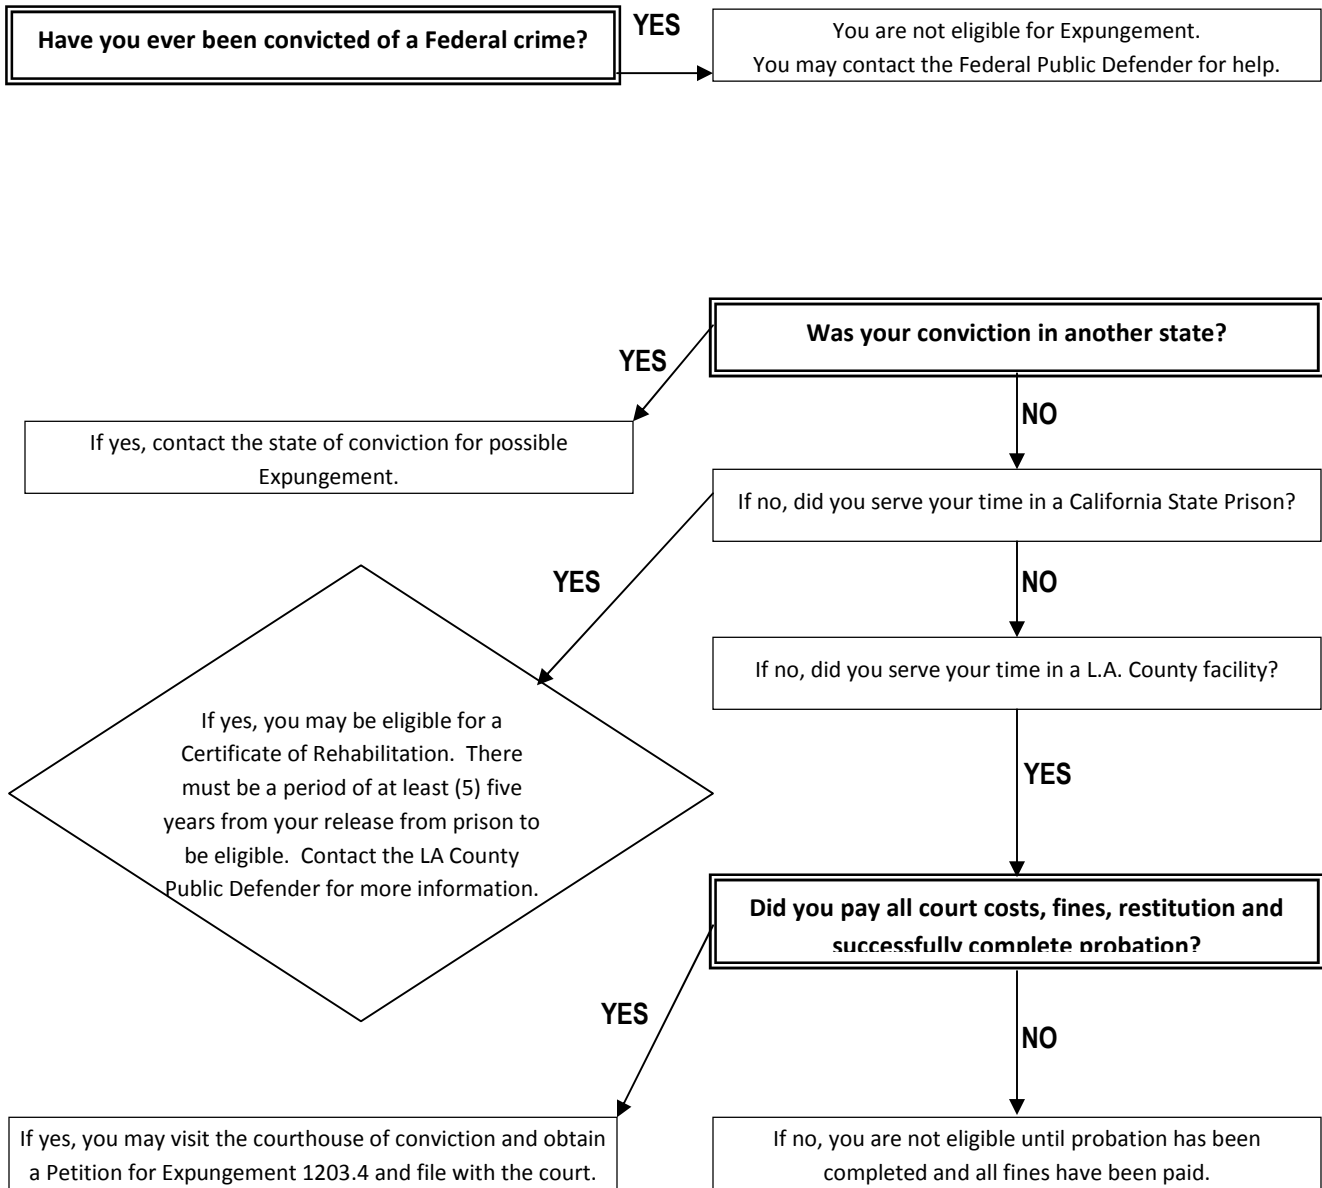 Have you ever been convicted of a Federal crime?
YES
You are not eligible for Expungement.
You may contact the Federal Public Defender for help.
Was your conviction in another state?
YES
NO
If yes, contact the state of conviction for possible
Expungement.
If no, did you serve your time in a California State Prison?
YES
NO
If no, did you serve your time in a L.A. County facility?
If yes, you may be eligible for a
Certificate of Rehabilitation. There
must be a period of at least (5) five
years from your release from prison to
be eligible. Contact the LA County
Public Defender for more information.
YES
Did you pay all court costs, fines, restitution and
successfully complete probation?
YES
NO
If yes, you may visit the courthouse of conviction and obtain
a Petition for Expungement 1203.4 and file with the court.
If no, you are not eligible until probation has been
completed and all fines have been paid.